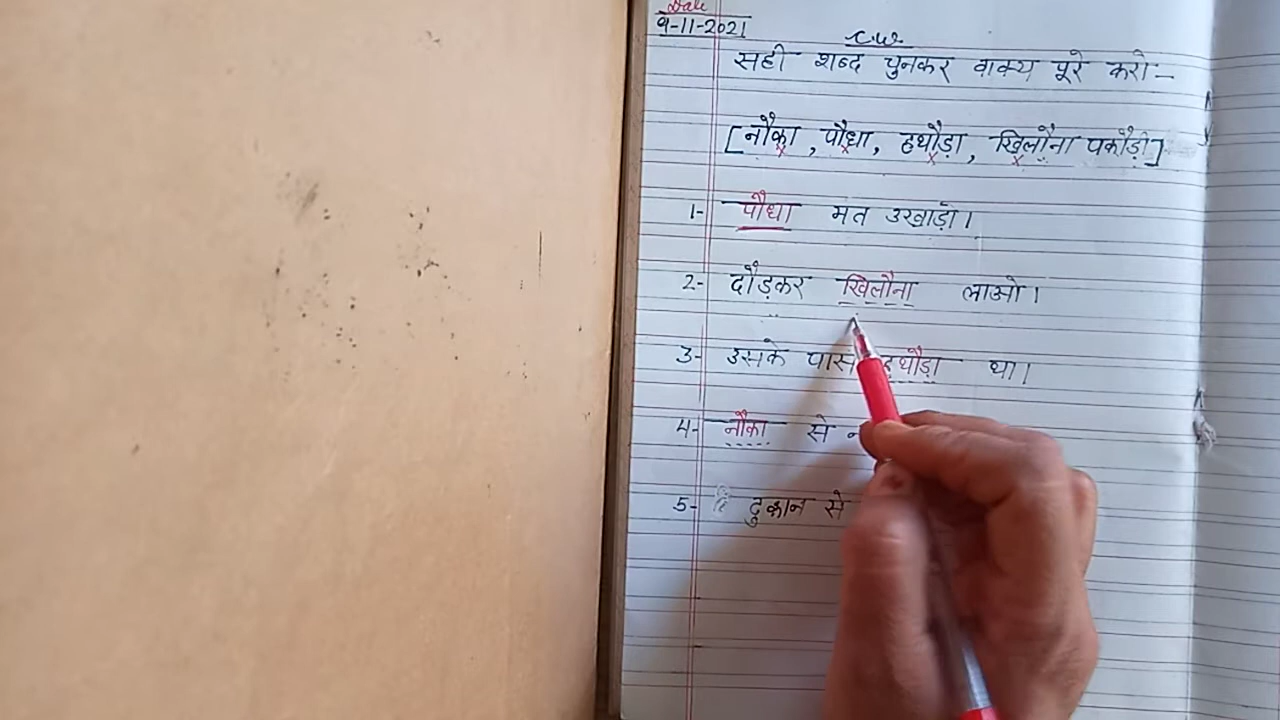 Date
9-11-2021
C.W.
सही शब्द चुनकर वाक्य पूरे करो-
[नौका, पौधा, हथौड़ा, खिलौना पकौड़ी]
1- पौधा मत उखाड़ो।
2- दौड़कर खिलौना लाओ।
3- उसके पास हथौड़ा था।
4- नौका से
5- दुकान से